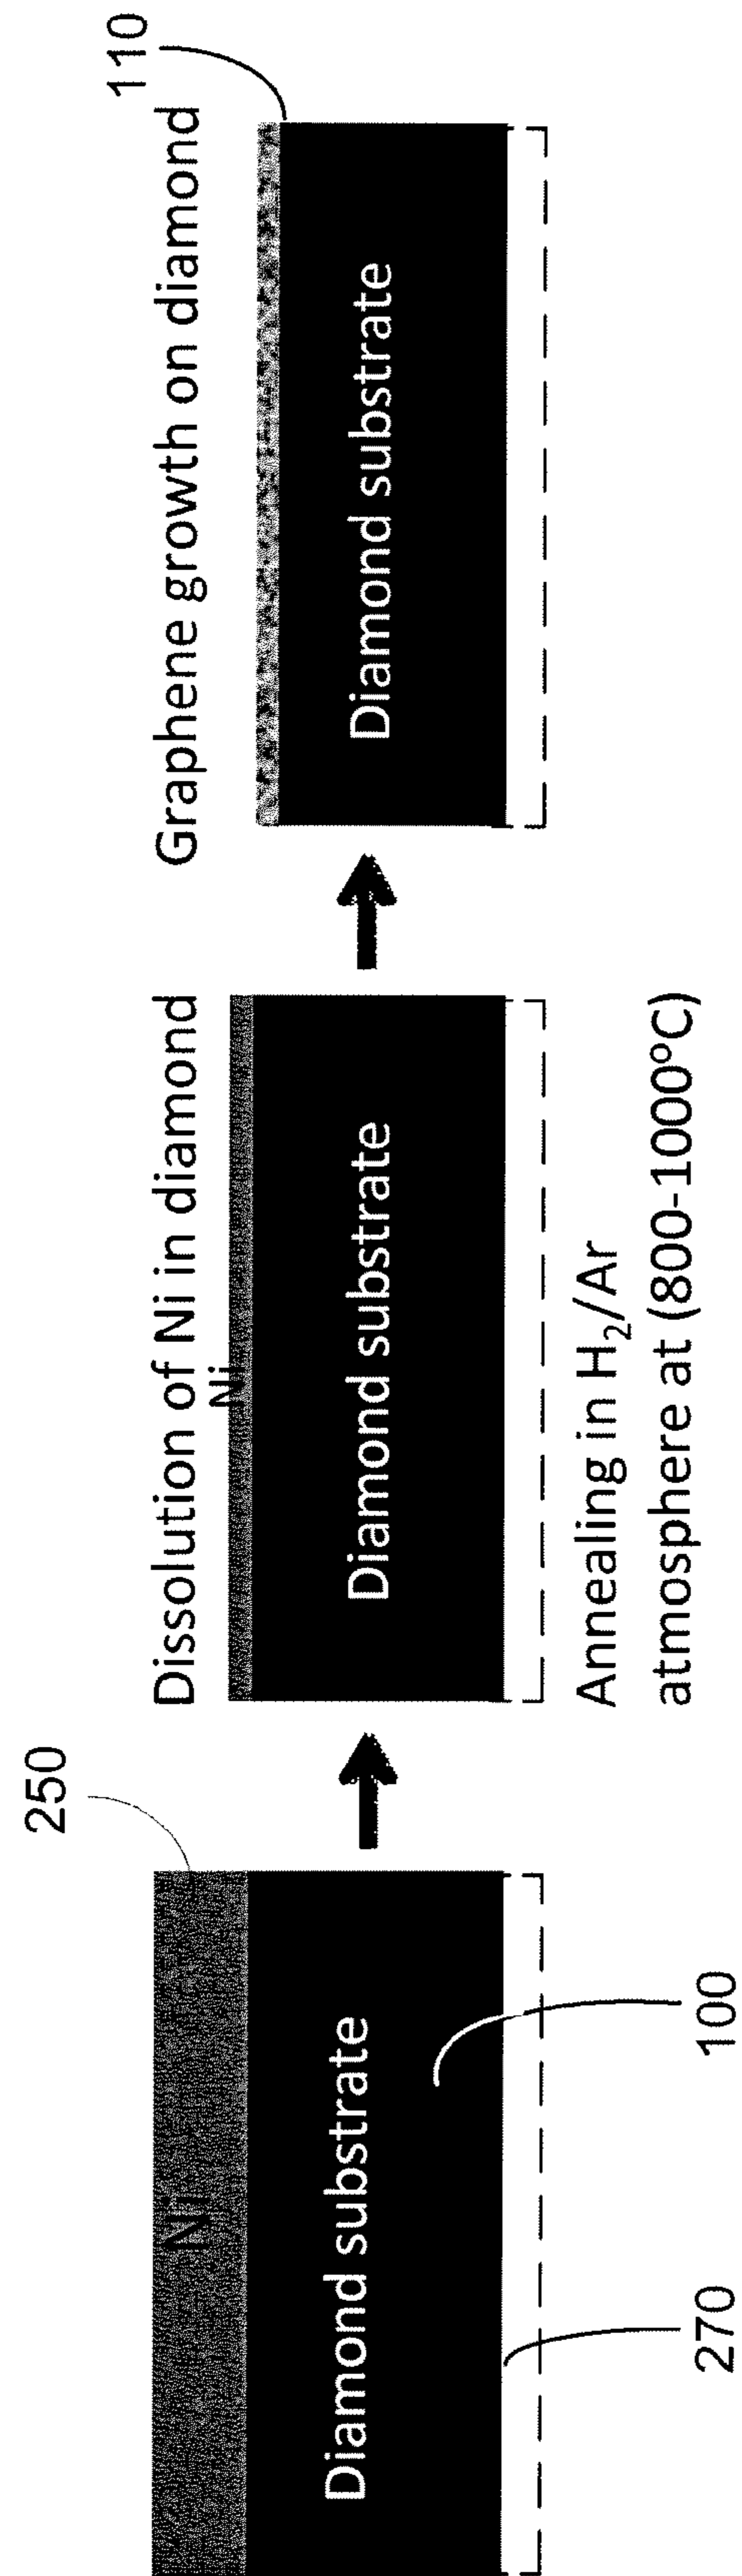 250
Ni
Diamond substrate
100
270
Dissolution of Ni in diamond
Ni
Diamond substrate
Annealing in H₂/Ar
atmosphere at (800-1000°C)
110
Graphene growth on diamond
Diamond substrate